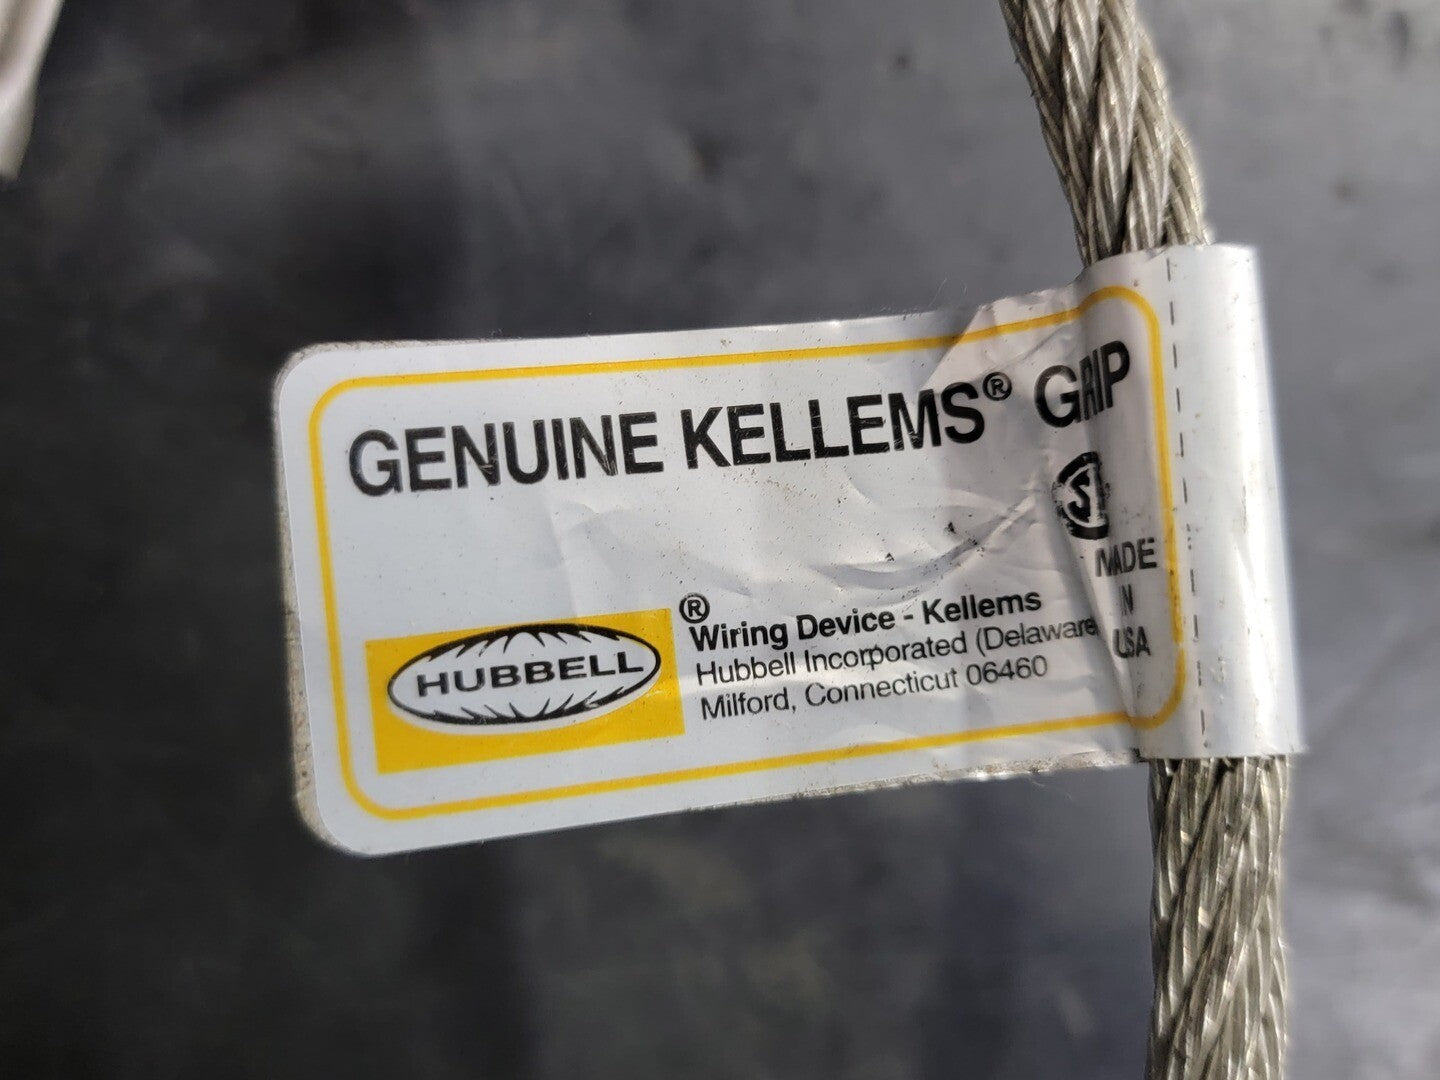 GENUINE KELLEMS® GRIP
MADE
IN
USA
HUBBELL®
Wiring Device - Kellems
Hubbell Incorporated (Delaware
Milford, Connecticut 06460